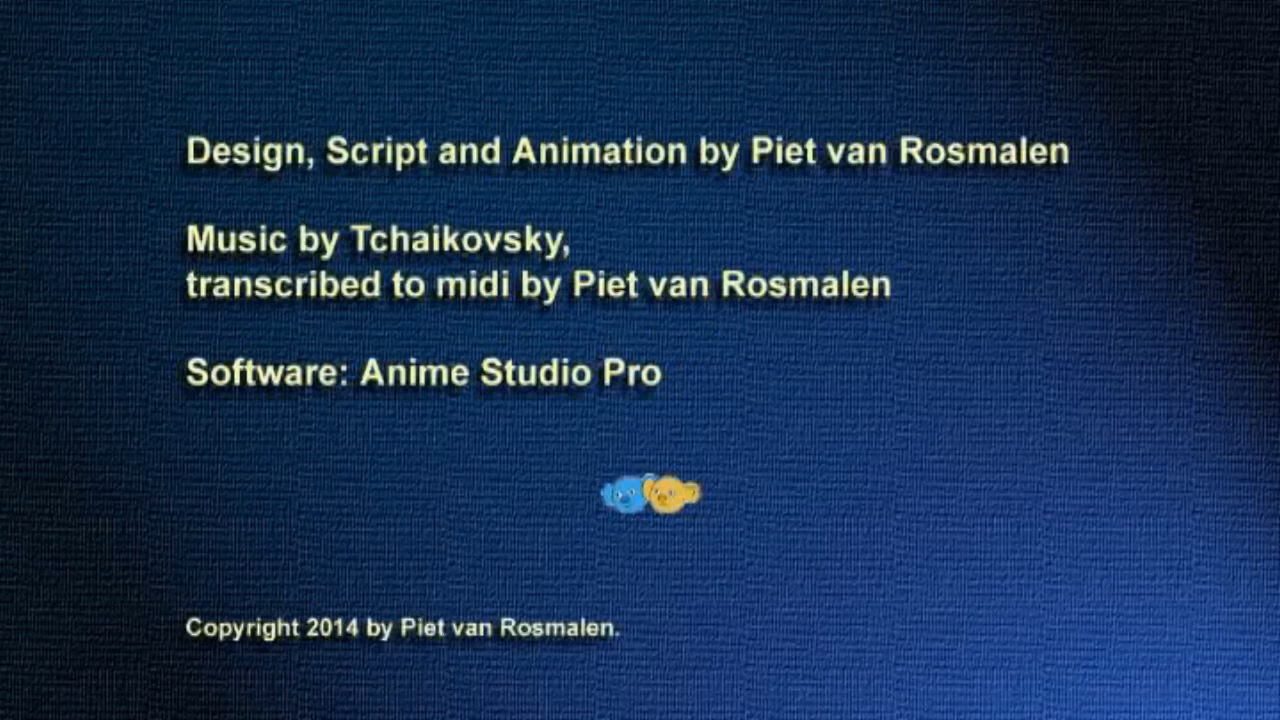 Design, Script and Animation by Piet van Rosmalen
Music by Tchaikovsky,
transcribed to midi by Piet van Rosmalen
Software: Anime Studio Pro
Copyright 2014 by Piet van Rosmalen.